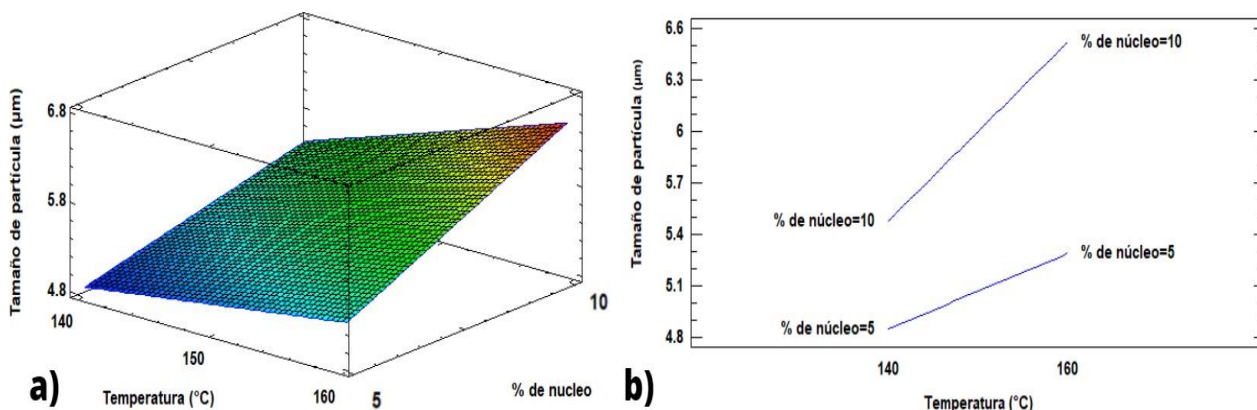 6.8
5.8
4.8
Tamaño de partícula (µm)
140
150
160
Temperatura (°C)
5
10
% de nucleo
a)
6.6
6.3
6
5.7
5.4
5.1
4.8
Tamaño de partícula (µm)
% de núcleo=10
% de núcleo=10
% de núcleo=5
% de núcleo=5
140
160
Temperatura (°C)
b)